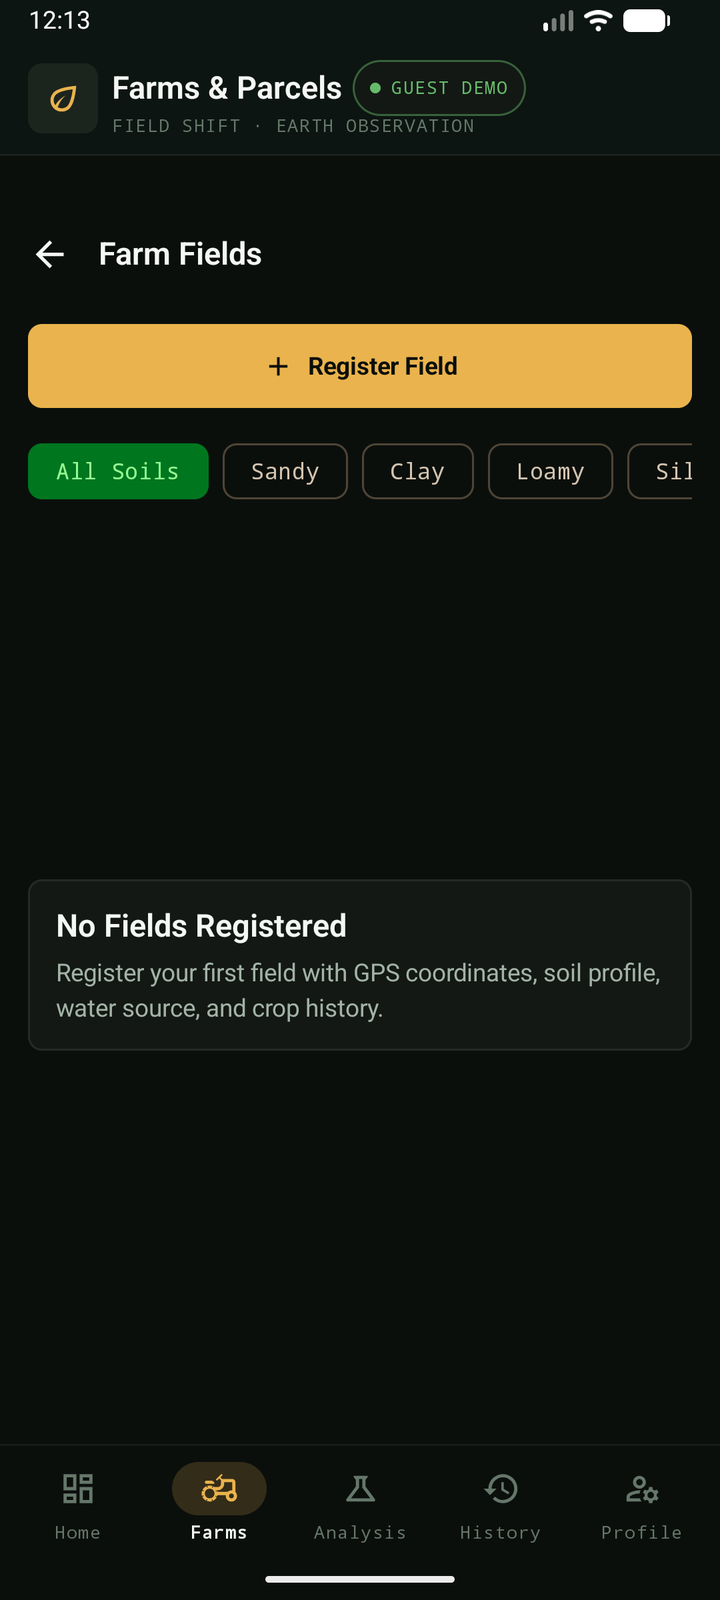 12:13
Farms & Parcels
GUEST DEMO
FIELD SHIFT · EARTH OBSERVATION
Farm Fields
+ Register Field
All Soils
Sandy
Clay
Loamy
Sil
No Fields Registered
Register your first field with GPS coordinates, soil profile,
water source, and crop history.
Home
Farms
Analysis
History
Profile